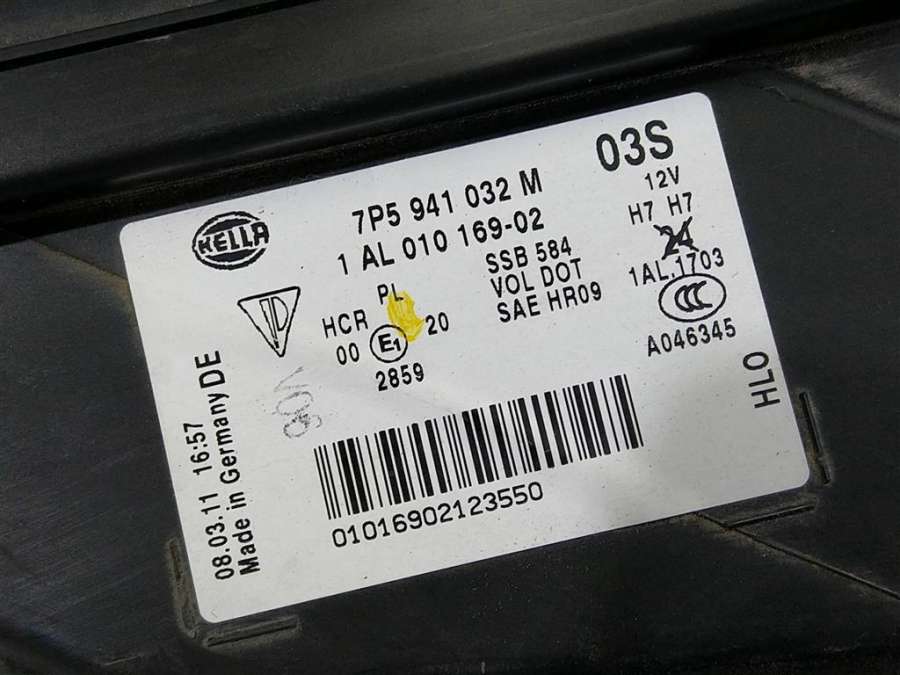 HELLA
7P5 941 032 M
1 AL 010 169-02
03S
12V
H7 H7
24
1AL.1703
CCC
A046345
SSB 584
VOL DOT
SAE HR09
PL
HCR
00 E1 20
2859
HLO
01016902123550
08.03.11 16:57
Made in Germany DE